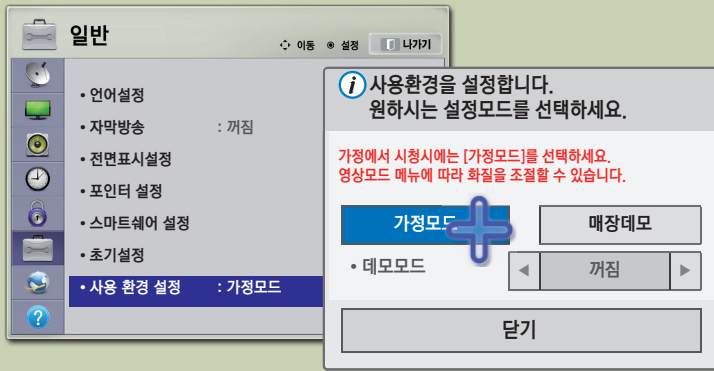 일반
이동 설정 나가기
• 언어설정
• 자막방송 : 꺼짐
• 전면표시설정
• 포인터 설정
• 스마트쉐어 설정
• 초기설정
• 사용 환경 설정 : 가정모드
?
i 사용환경을 설정합니다.
원하시는 설정모드를 선택하세요.
가정에서 시청시에는 [가정모드]를 선택하세요.
영상모드 메뉴에 따라 화질을 조절할 수 있습니다.
가정모드 매장데모
• 데모모드 ◀ 꺼짐 ▶
닫기